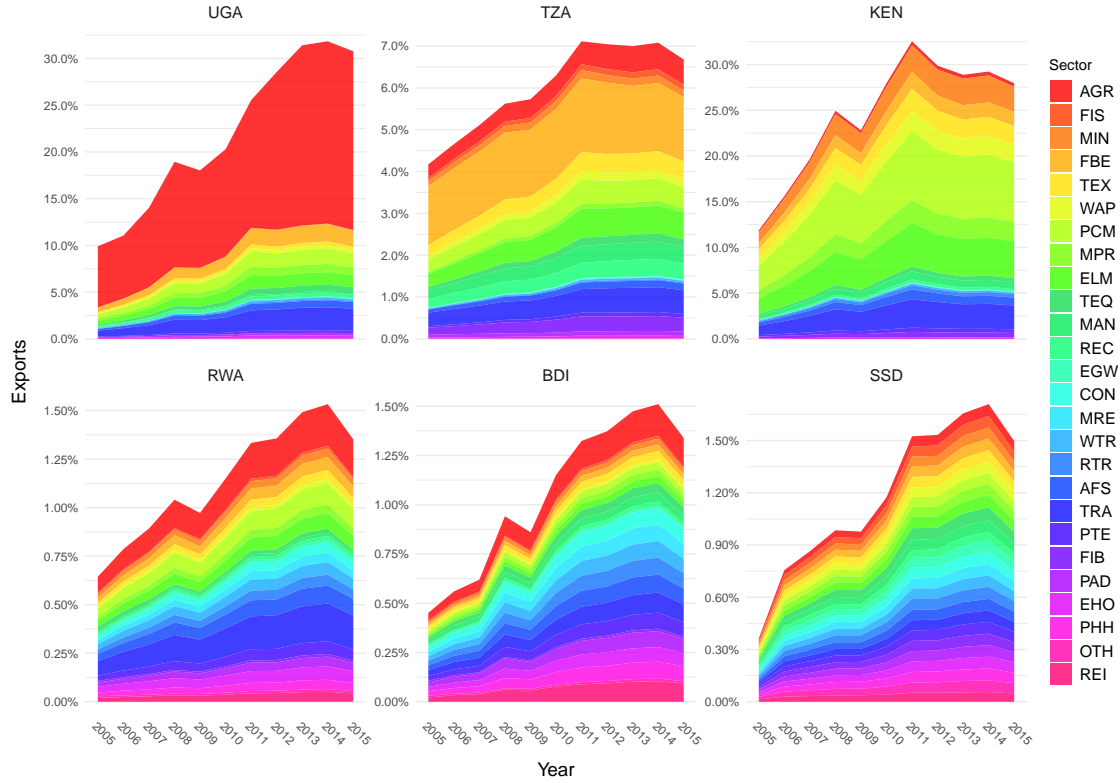 UGA
TZA
KEN
30.0%
25.0%
20.0%
15.0%
10.0%
5.0%
0.0%
7.0%
6.0%
5.0%
4.0%
3.0%
2.0%
1.0%
0.0%
30.0%
25.0%
20.0%
15.0%
10.0%
5.0%
0.0%
RWA
BDI
SSD
1.50%
1.25%
1.00%
0.75%
0.50%
0.25%
0.00%
1.50%
1.25%
1.00%
0.75%
0.50%
0.25%
0.00%
1.50%
1.20%
0.90%
0.60%
0.30%
0.00%
2005 2006 2007 2008 2009 2010 2011 2012 2013 2014 2015
2005 2006 2007 2008 2009 2010 2011 2012 2013 2014 2015
2005 2006 2007 2008 2009 2010 2011 2012 2013 2014 2015
Exports
Year
Sector
AGR
FIS
MIN
FBE
TEX
WAP
PCM
MPR
ELM
TEQ
MAN
REC
EGW
CON
MRE
WTR
RTR
AFS
TRA
PTE
FIB
PAD
EHO
PHH
OTH
REI